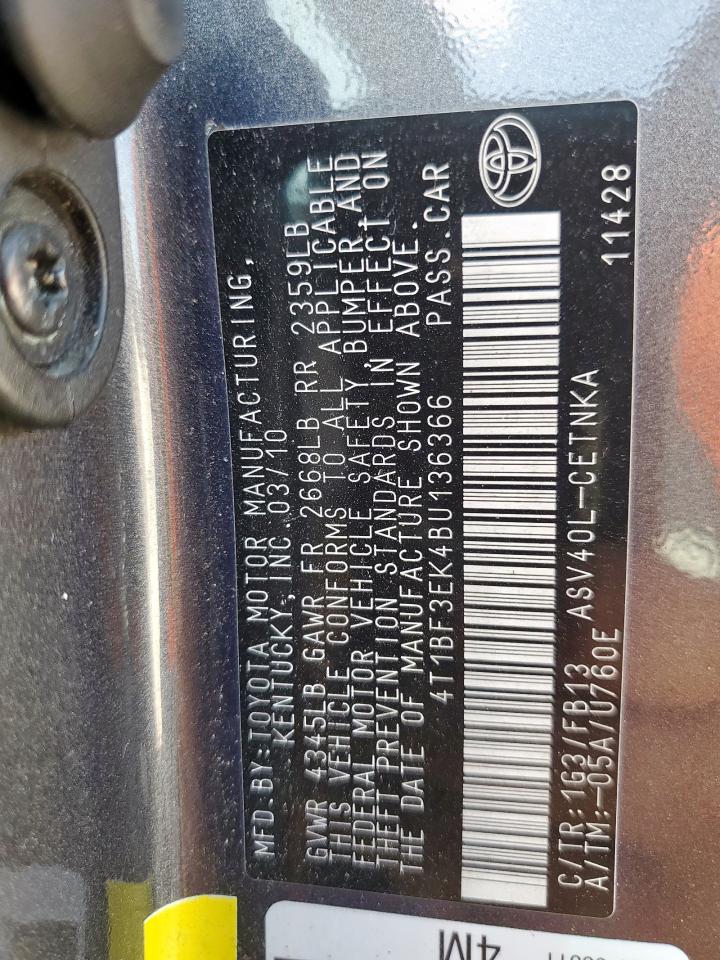 MFD.BY:TOYOTA MOTOR MANUFACTURING,
KENTUCKY,INC.03/10
GVWR 4345LB GAWR FR 2668LB RR 2359LB
THIS VEHICLE CONFORMS TO ALL APPLICABLE
FEDERAL MOTOR VEHICLE SAFETY BUMPER,AND
THEFT PREVENTION STANDARDS IN EFFECT ON
THE DATE OF MANUFACTURE SHOWN ABOVE.
4T1BF3EK4BU136366 PASS.CAR
C/TR:1G3/FB13 ASV40L-CETNKA
A/TM:-05A/U760E 11428
4M